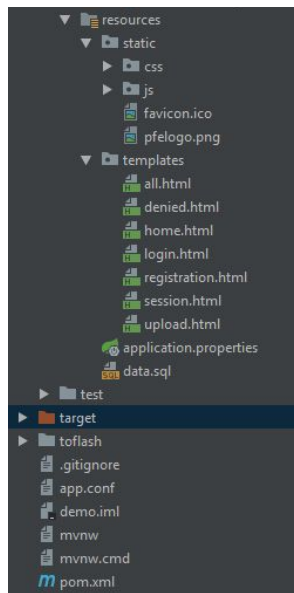 resources
static
css
js
favicon.ico
pfelogo.png
templates
all.html
denied.html
home.html
login.html
registration.html
session.html
upload.html
application.properties
data.sql
test
target
toflash
.gitignore
app.conf
demo.iml
mvnw
mvnw.cmd
pom.xml